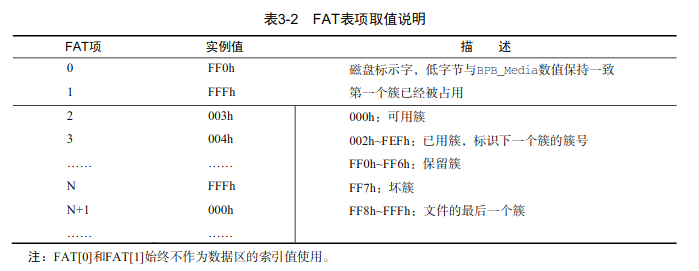 表3-2 FAT表项取值说明
FAT项 实例值 描 述
0 FF0h 磁盘标示字，低字节与BPB_Media数值保持一致
1 FFFh 第一个簇已经被占用
2 003h 000h：可用簇
3 004h 002h~FEFh：已用簇，标识下一个簇的簇号
…… …… FF0h~FF6h：保留簇
N FFFh FF7h：坏簇
N+1 000h FF8h~FFFh：文件的最后一个簇
…… ……
注：FAT[0]和FAT[1]始终不作为数据区的索引值使用。